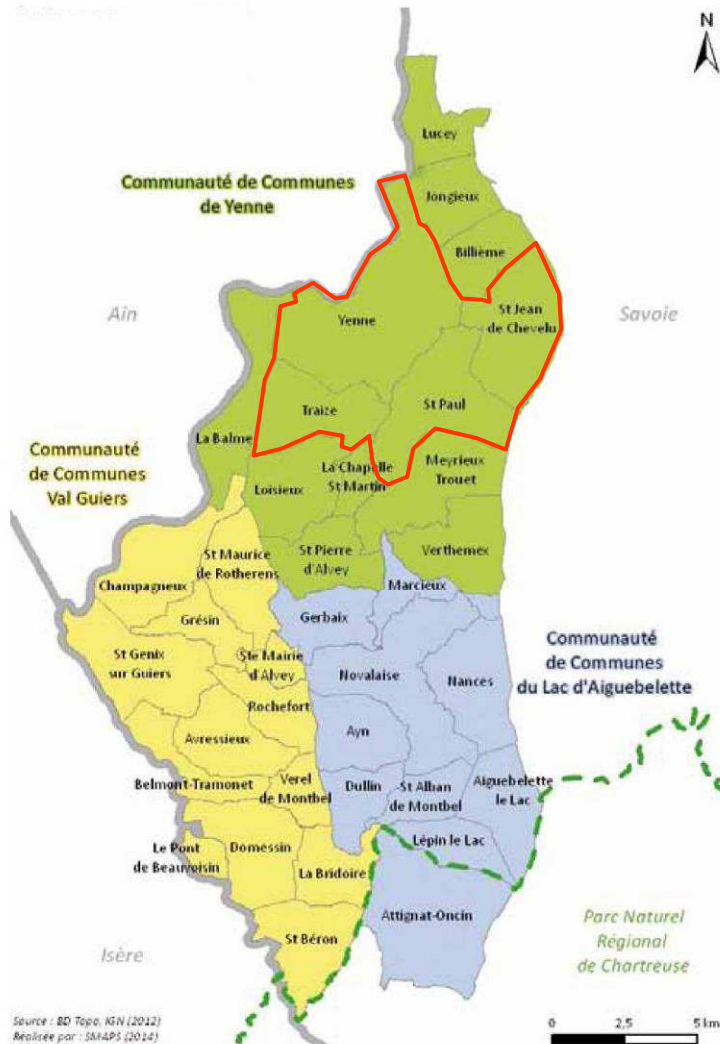 N
Lucey
Communauté de Communes
de Yenne
Jongieux
Billième
Ain
Yenne
St Jean
de Chevelu
Savoie
Traize
St Paul
La Balme
Communauté
de Communes
Val Guiers
La Chapelle
St Martin
Meyrieux
Trouet
Loisieux
St Maurice
de Rotherens
St Pierre
d'Alvey
Verthemex
Champagneux
Marcieux
Grésin
Gerbaix
Communauté
de Communes
du Lac d'Aiguebelette
St Genix
sur Guiers
Ste Mairie
d'Alvey
Novalaise
Nances
Rochefort
Avressieux
Ayn
Belmont-Tramonet
Verel
de Montbel
Dullin
St Alban
de Montbel
Aiguebelette
le Lac
Le Pont
de Beauvoisin
Domessin
La Bridoire
Lépin le Lac
Attignat-Oncin
St Béron
Isère
Parc Naturel
Régional
de Chartreuse
Source : BD Topo, IGN (2012)
Réalisée par : SMAPS (2014)
0 2,5 5 km